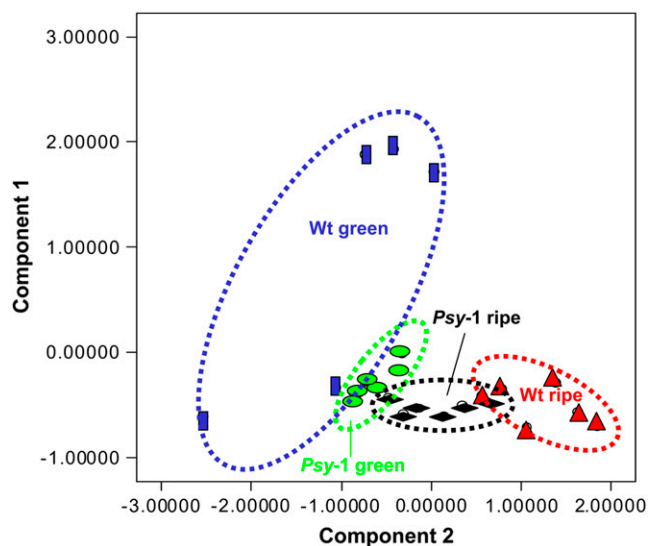 3.00000
2.00000
Wt green
1.00000
Component 1
Psy-1 ripe
0.00000
Wt ripe
Psy-1 green
-1.00000
-3.00000 -2.00000 -1.00000 0.00000 1.00000 2.00000
Component 2